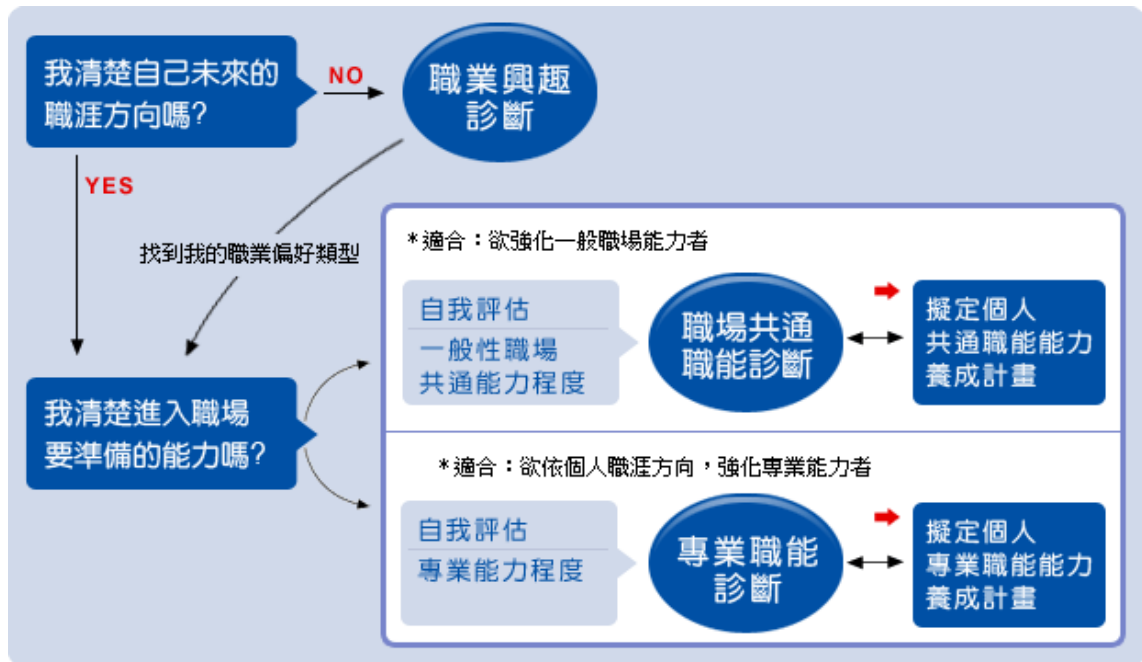 我清楚自己未來的
職涯方向嗎?
NO
職業興趣
診斷
YES
找到我的職業偏好類型
我清楚進入職場
要準備的能力嗎?
*適合：欲強化一般職場能力者
自我評估
一般性職場
共通能力程度
職場共通
職能診斷
擬定個人
共通職能能力
養成計畫
*適合：欲依個人職涯方向，強化專業能力者
自我評估
專業能力程度
專業職能
診斷
擬定個人
專業職能能力
養成計畫